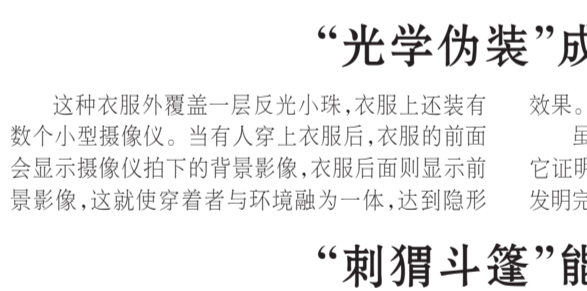 “光学伪装”成
这种衣服外覆盖一层反光小珠,衣服上还装有
数个小型摄像仪。当有人穿上衣服后,衣服的前面
会显示摄像仪拍下的背景影像,衣服后面则显示前
景影像,这就使穿着者与环境融为一体,达到隐形
效果。
虽
它证明
发明完
“刺猬斗篷”能